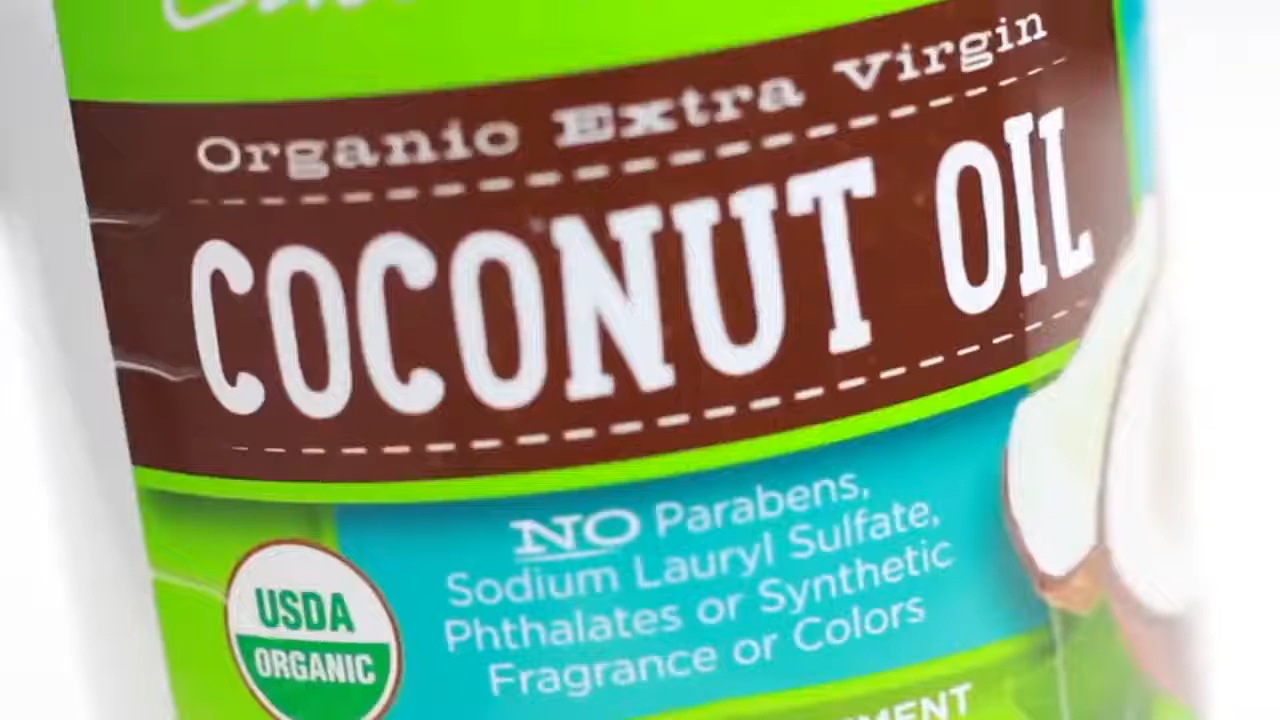 Organic Extra Virgin
COCONUT OIL
NO Parabens,
Sodium Lauryl Sulfate,
Phthalates or Synthetic
Fragrance or Colors
USDA
ORGANIC